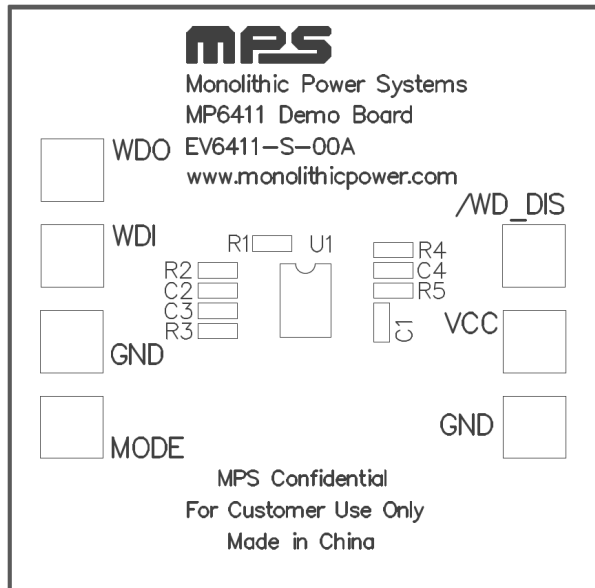 MPS
Monolithic Power Systems
MP6411 Demo Board
WDO
EV6411-S-00A
www.monolithicpower.com
/WD_DIS
WDI
R1
U1
R4
R2
C4
C2
R5
C3
R3
C1
VCC
GND
GND
MODE
MPS Confidential
For Customer Use Only
Made in China